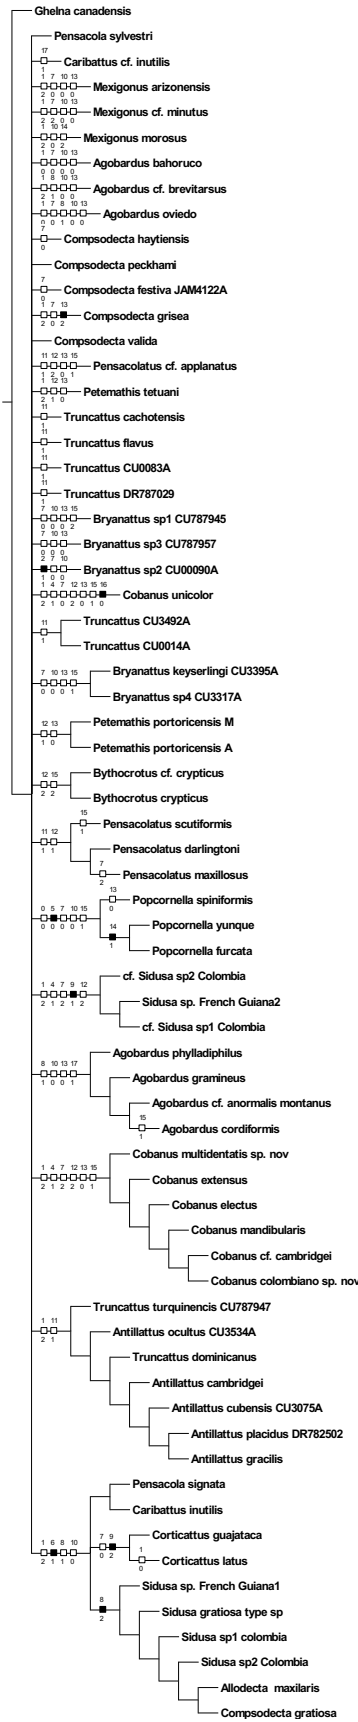 Ghelna canadensis
Pensacola sylvestri
17
Caribattus cf. inutilis
1
1 7 10 13
Mexigonus arizonensis
2 0 0 0
1 7 10 13
Mexigonus cf. minutus
2 2 0 0
1 10 14
Mexigonus morosus
2 0 2
1 7 10 13
Agobardus bahoruco
0 0 0 0
1 8 10 13
Agobardus cf. brevitarsus
2 1 0 0
1 7 8 10 13
Agobardus oviedo
0 0 1 0 0
7
Compsodecta haytiensis
0
Compsodecta peckhami
7
Compsodecta festiva JAM4122A
0
1 7 13
Compsodecta grisea
2 0 2
Compsodecta valida
11 12 13 15
Pensacolatus cf. applanatus
1 2 0 1
1 12 13
Petemathis tetuani
2 1 0
11
Truncattus cachotensis
1
11
Truncattus flavus
1
11
Truncattus CU0083A
1
11
Truncattus DR787029
1
7 10 13 15
Bryanattus sp1 CU787945
0 0 0 2
7 10 13
Bryanattus sp3 CU787957
0 0 0
2 7 10
Bryanattus sp2 CU00090A
1 0 0
1 4 7 12 13 15 16
Cobanus unicolor
2 1 0 2 0 1 0
Truncattus CU3492A
11
1
Truncattus CU0014A
Bryanattus keyserlingi CU3395A
7 10 13 15
0 0 0 1
Bryanattus sp4 CU3317A
Petemathis portoricensis M
12 13
1 0
Petemathis portoricensis A
Bythocrotus cf. crypticus
12 15
2 2
Bythocrotus crypticus
15
Pensacolatus scutiformis
1
11 12
1 1
Pensacolatus darlingtoni
7
Pensacolatus maxillosus
2
13
Popcornella spiniformis
0
0 5 7 10 15
0 0 0 0 1
Popcornella yunque
14
1
Popcornella furcata
cf. Sidusa sp2 Colombia
1 4 7 9 12
2 1 2 1 2
Sidusa sp. French Guiana2
cf. Sidusa sp1 Colombia
Agobardus phylladiphilus
8 10 13 17
1 0 0 1
Agobardus gramineus
Agobardus cf. anormalis montanus
15
Agobardus cordiformis
1
Cobanus multidentatis sp. nov
1 4 7 12 13 15
2 1 2 2 0 1
Cobanus extensus
Cobanus electus
Cobanus mandibularis
Cobanus cf. cambridgei
Cobanus colombiano sp. nov
Truncattus turquinencis CU787947
1 11
2 1
Antillattus ocultus CU3534A
Truncattus dominicanus
Antillattus cambridgei
Antillattus cubensis CU3075A
Antillattus placidus DR782502
Antillattus gracilis
Pensacola signata
Caribattus inutilis
1 6 8 10
2 1 1 0
7 9
0 2
Corticattus guajataca
1
Corticattus latus
0
Sidusa sp. French Guiana1
8
2
Sidusa gratiosa type sp
Sidusa sp1 colombia
Sidusa sp2 Colombia
Allodecta maxilaris
Compsodecta gratiosa